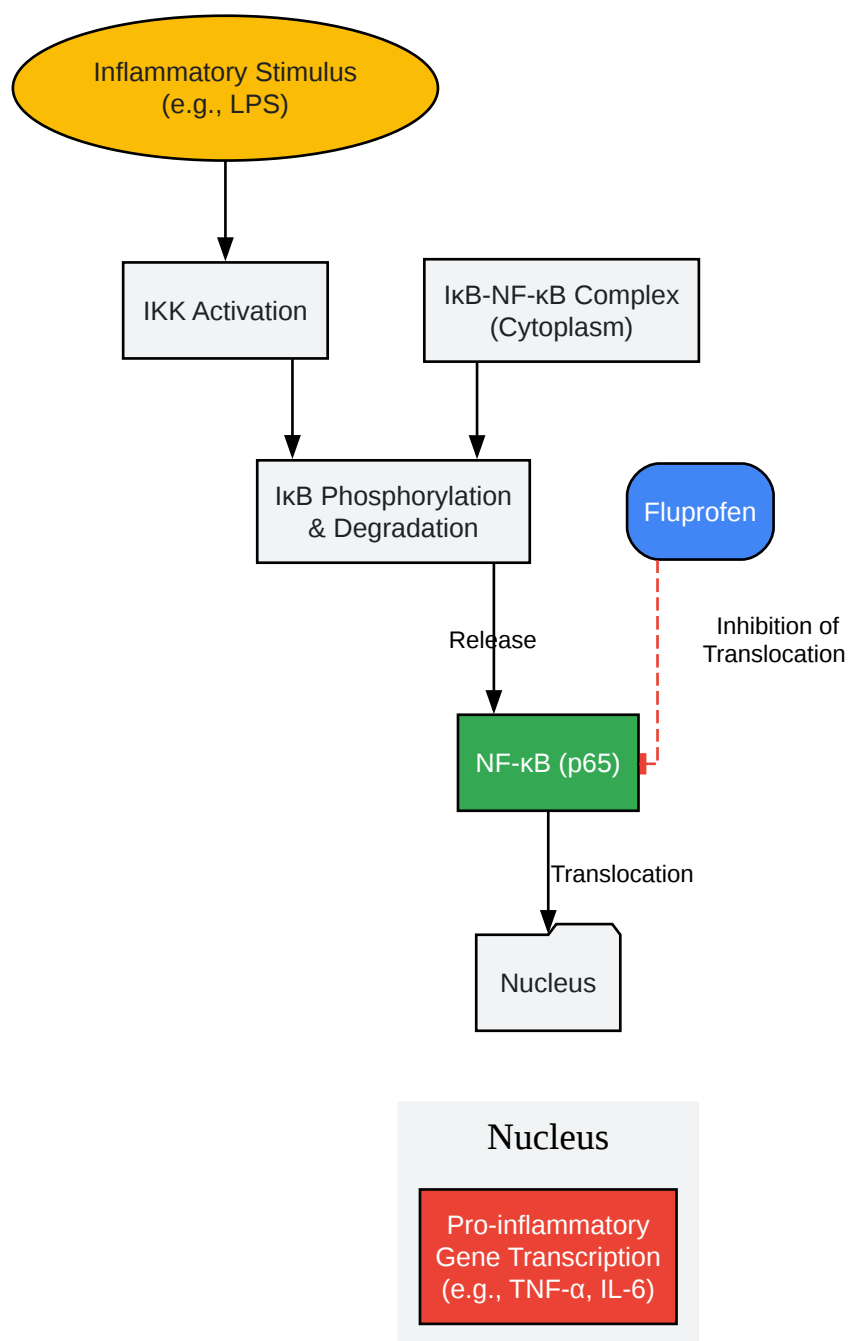 Inflammatory Stimulus
(e.g., LPS)
IKK Activation
IκB-NF-κB Complex
(Cytoplasm)
IκB Phosphorylation
& Degradation
Fluprofen
Release
Inhibition of
Translocation
NF-κB (p65)
Translocation
Nucleus
Nucleus
Pro-inflammatory
Gene Transcription
(e.g., TNF-α, IL-6)